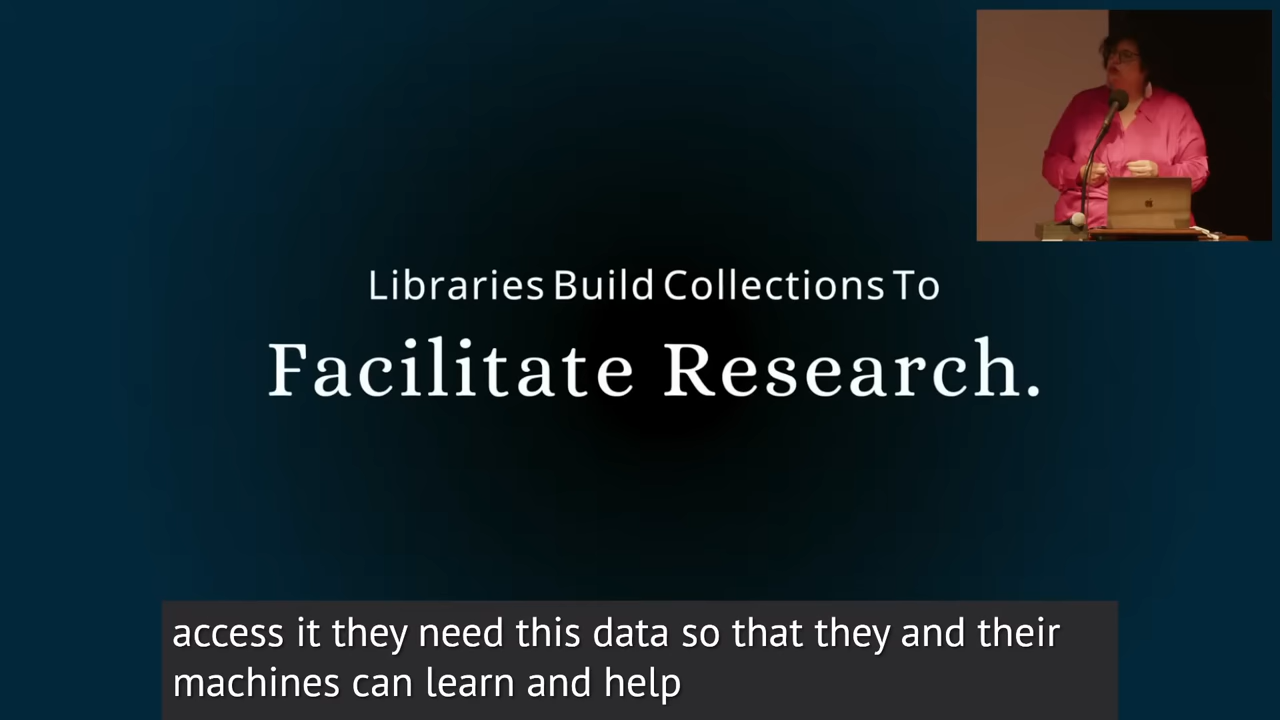 Libraries Build Collections To
Facilitate Research.
access it they need this data so that they and their
machines can learn and help